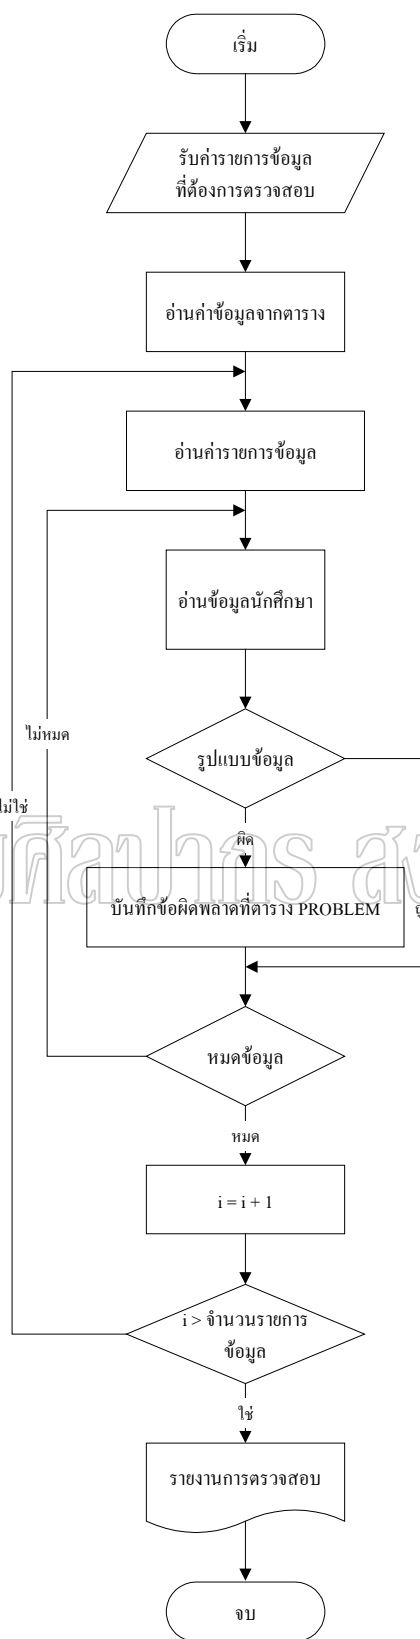 เริ่ม
รับค่ารายการข้อมูล
ที่ต้องการตรวจสอบ
อ่านค่าข้อมูลจากตาราง
อ่านค่ารายการข้อมูล
อ่านข้อมูลนักศึกษา
ไม่หมด
รูปแบบข้อมูล
ไม่ใช่
ผิด
บันทึกข้อผิดพลาดที่ตาราง PROBLEM
หมดข้อมูล
หมด
i = i + 1
i > จำนวนรายการ
ข้อมูล
ใช่
รายงานการตรวจสอบ
จบ